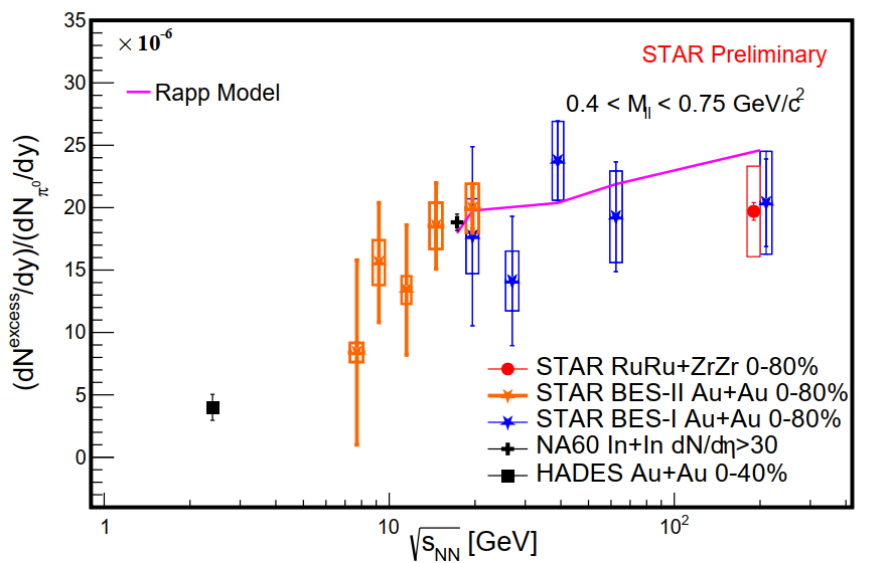 35
× 10⁻⁶
STAR Preliminary
30
Rapp Model
0.4 < M_ll < 0.75 GeV/c²
25
20
15
10
5
0
(dN^excess/dy)/(dN_π⁰/dy)
STAR RuRu+ZrZr 0-80%
STAR BES-II Au+Au 0-80%
STAR BES-I Au+Au 0-80%
NA60 In+In dN/dη>30
HADES Au+Au 0-40%
1 10 10²
√s_NN [GeV]